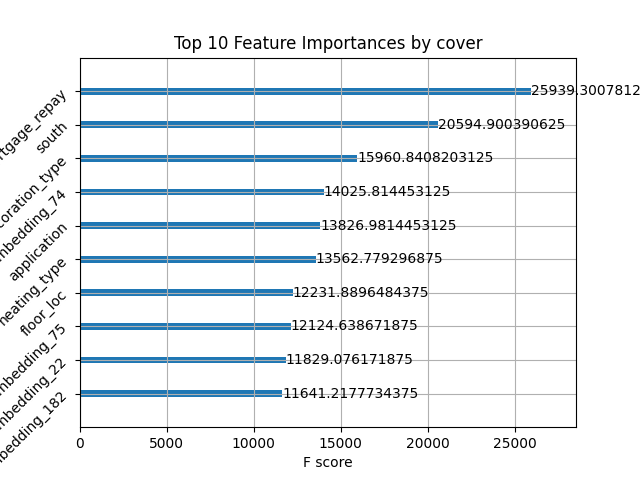 Top 10 Feature Importances by cover
rtgage_repay
25939.3007812
south
20594.900390625
coration_type
15960.8408203125
mbedding_74
14025.814453125
application
13826.9814453125
heating_type
13562.779296875
floor_loc
12231.8896484375
mbedding_75
12124.638671875
mbedding_22
11829.076171875
bedding_182
11641.2177734375
0 5000 10000 15000 20000 25000
F score